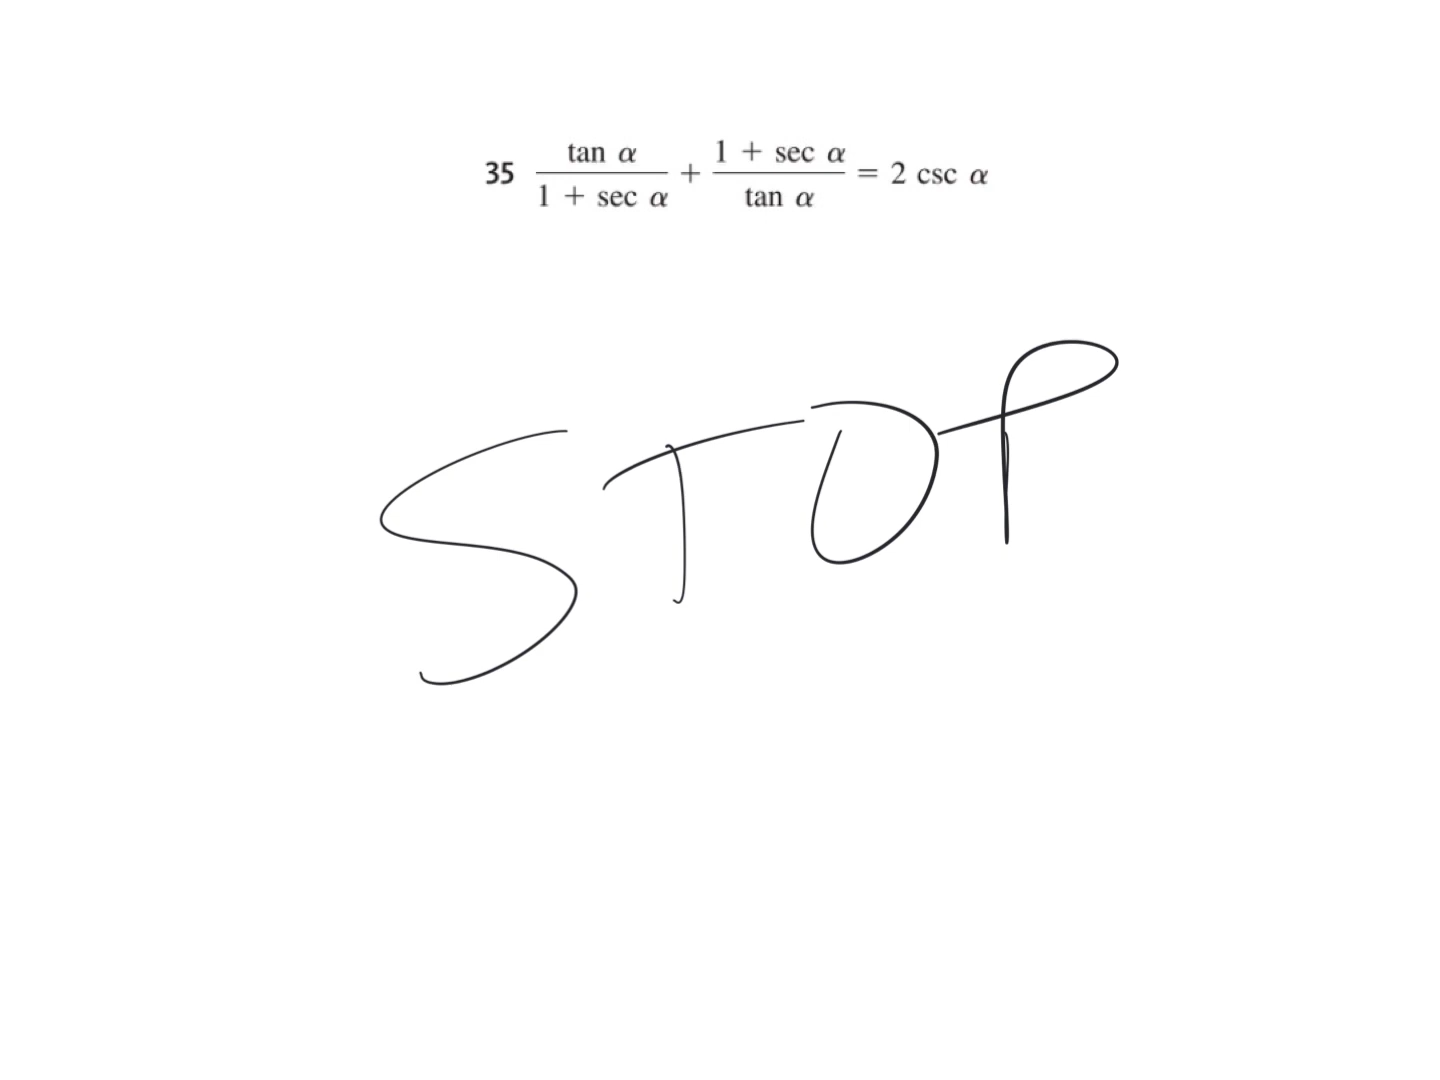 35 tan α / 1 + sec α + 1 + sec α / tan α = 2 csc α
STOP